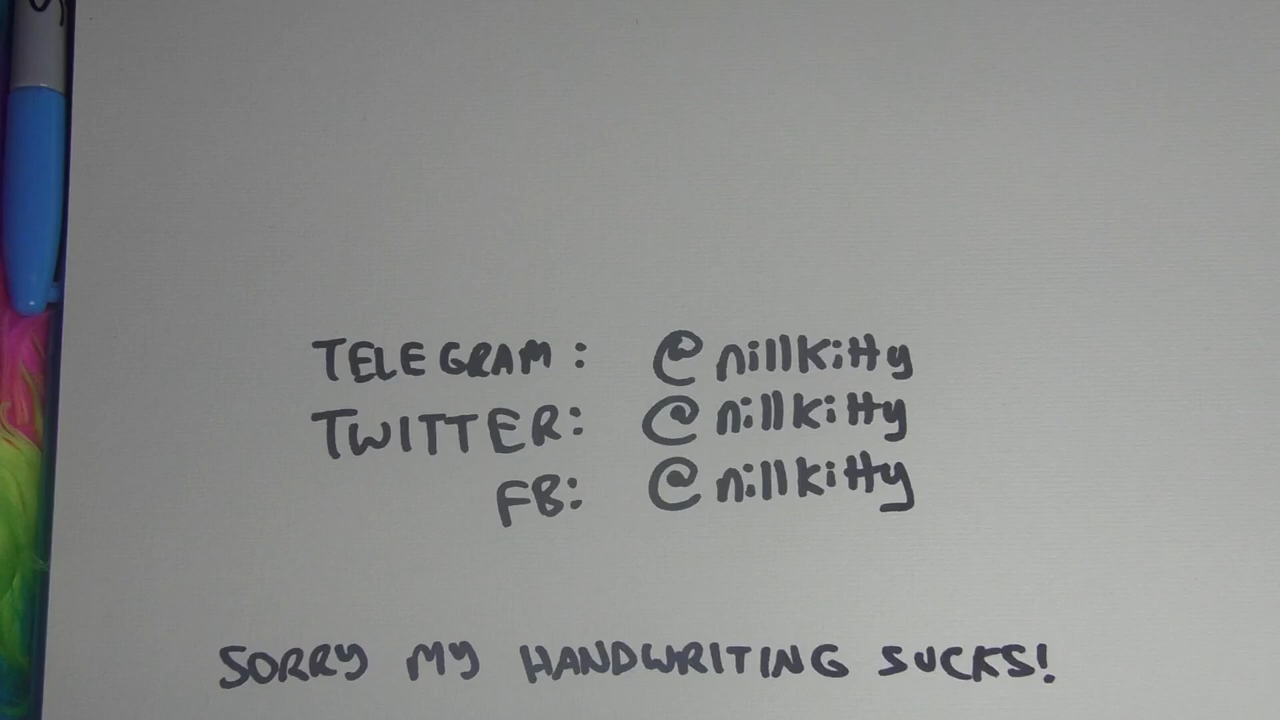 TELEGRAM: @nillkitty
TWITTER: @nillkitty
FB: @nillkitty
SORRY MY HANDWRITING SUCKS!